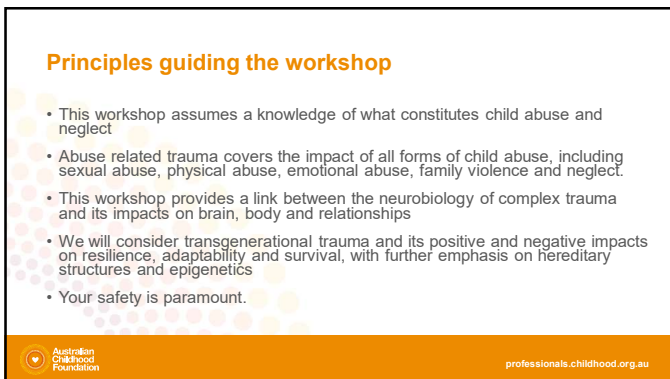 Principles guiding the workshop
• This workshop assumes a knowledge of what constitutes child abuse and
neglect
• Abuse related trauma covers the impact of all forms of child abuse, including
sexual abuse, physical abuse, emotional abuse, family violence and neglect.
• This workshop provides a link between the neurobiology of complex trauma
and its impacts on brain, body and relationships
• We will consider transgenerational trauma and its positive and negative impacts
on resilience, adaptability and survival, with further emphasis on hereditary
structures and epigenetics
• Your safety is paramount.
Australian
Childhood
Foundation
professionals.childhood.org.au